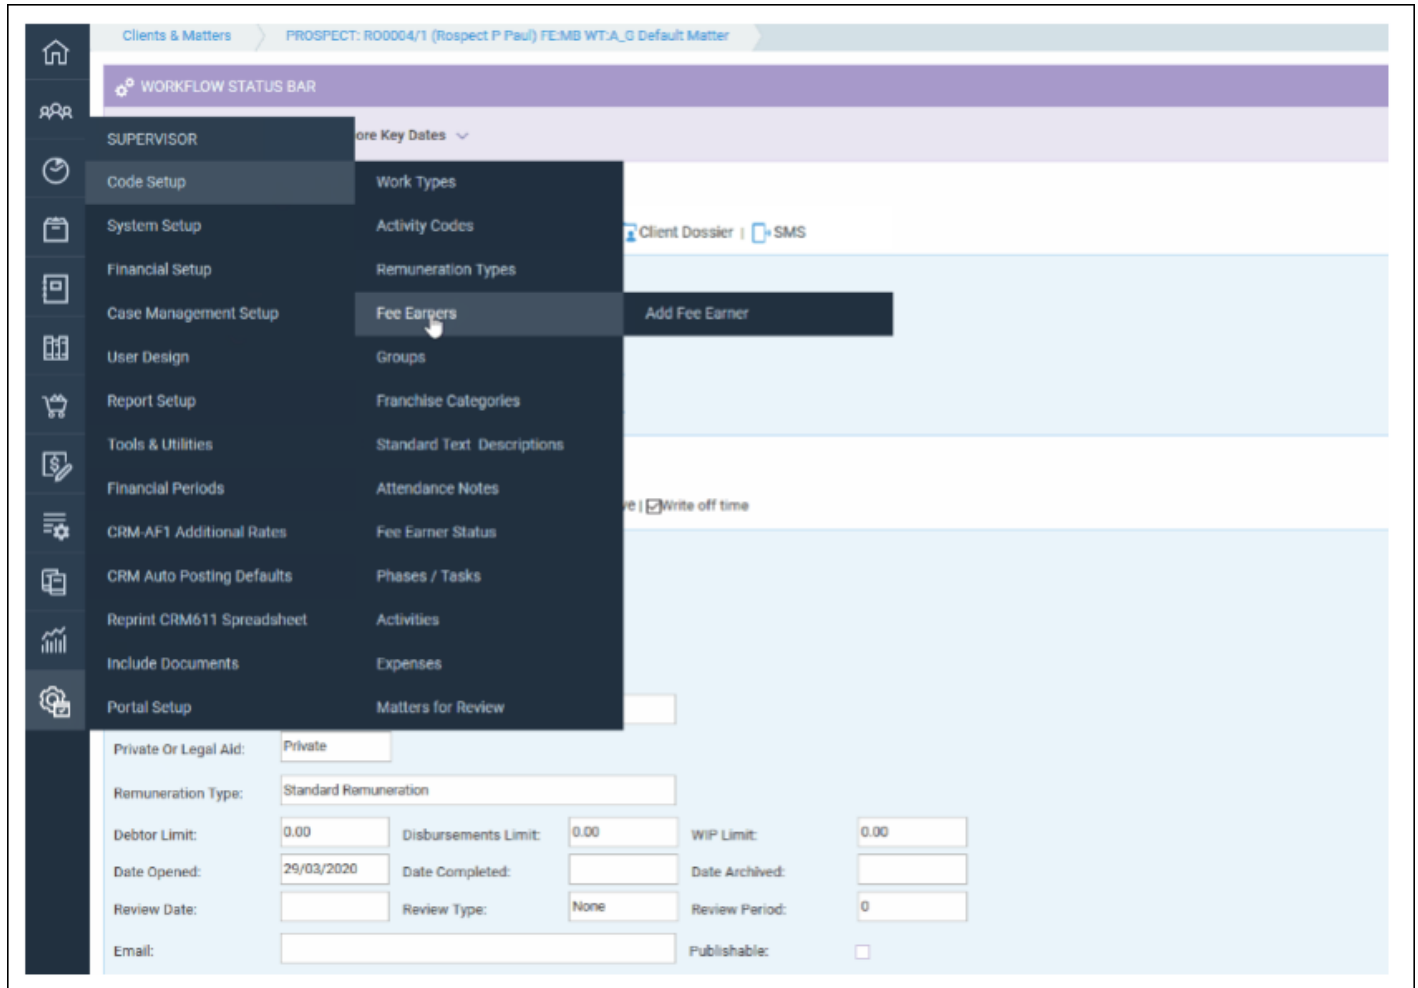 Clients & Matters PROSPECT: RO0004/1 (Rospect P Paul) FE:MB WT:A_G Default Matter
WORKFLOW STATUS BAR
ore Key Dates
SUPERVISOR
Code Setup
System Setup
Financial Setup
Case Management Setup
User Design
Report Setup
Tools & Utilities
Financial Periods
CRM-AF1 Additional Rates
CRM Auto Posting Defaults
Reprint CRM611 Spreadsheet
Include Documents
Portal Setup
Work Types
Activity Codes
Remuneration Types
Fee Earners
Groups
Franchise Categories
Standard Text Descriptions
Attendance Notes
Fee Earner Status
Phases / Tasks
Activities
Expenses
Matters for Review
Add Fee Earner
Client Dossier | SMS
ve | Write off time
Private Or Legal Aid: Private
Remuneration Type: Standard Remuneration
Debtor Limit: 0.00 Disbursements Limit: 0.00 WIP Limit: 0.00
Date Opened: 29/03/2020 Date Completed: Date Archived:
Review Date: Review Type: None Review Period: 0
Email: Publishable: